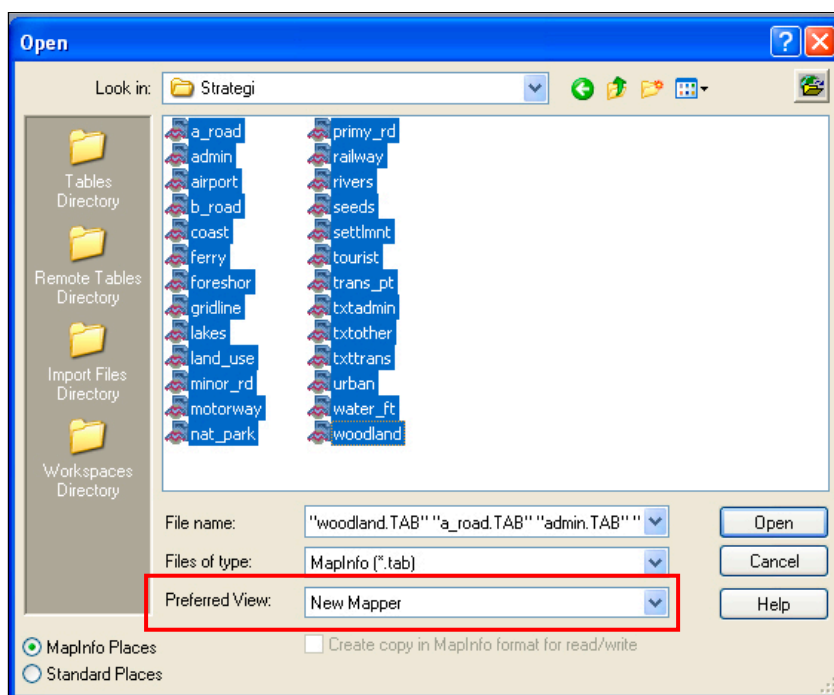 Open
Look in:
Strategi
Tables
Directory
Remote Tables
Directory
Import Files
Directory
Workspaces
Directory
a_road
admin
airport
b_road
coast
ferry
foreshor
gridline
lakes
land_use
minor_rd
motorway
nat_park
primy_rd
railway
rivers
seeds
settlmnt
tourist
trans_pt
txtadmin
txtother
txttrans
urban
water_ft
woodland
File name:
"woodland.TAB" "a_road.TAB" "admin.TAB" "
Open
Files of type:
MapInfo (*.tab)
Cancel
Preferred View:
New Mapper
Help
MapInfo Places
Create copy in MapInfo format for read/write
Standard Places